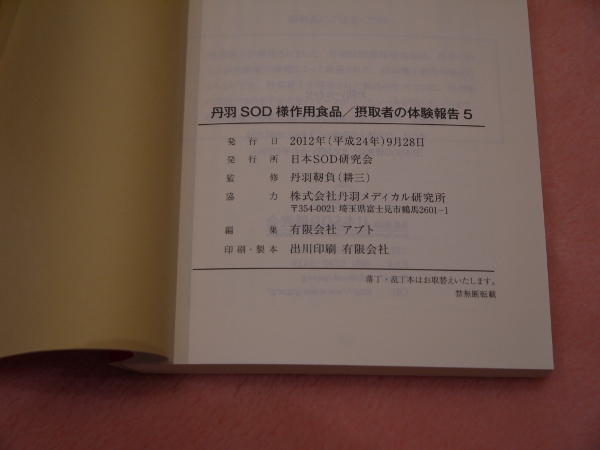 丹羽SOD様作用食品／摂取者の体験報告5
発行日 2012年(平成24年)9月28日
発行所 日本SOD研究会
監修 丹羽靱負(耕三)
協力 株式会社丹羽メディカル研究所
〒354-0021 埼玉県富士見市鶴馬2601-1
編集 有限会社 アプト
印刷・製本 出川印刷 有限会社
落丁・乱丁本はお取替えいたします。
禁無断転載